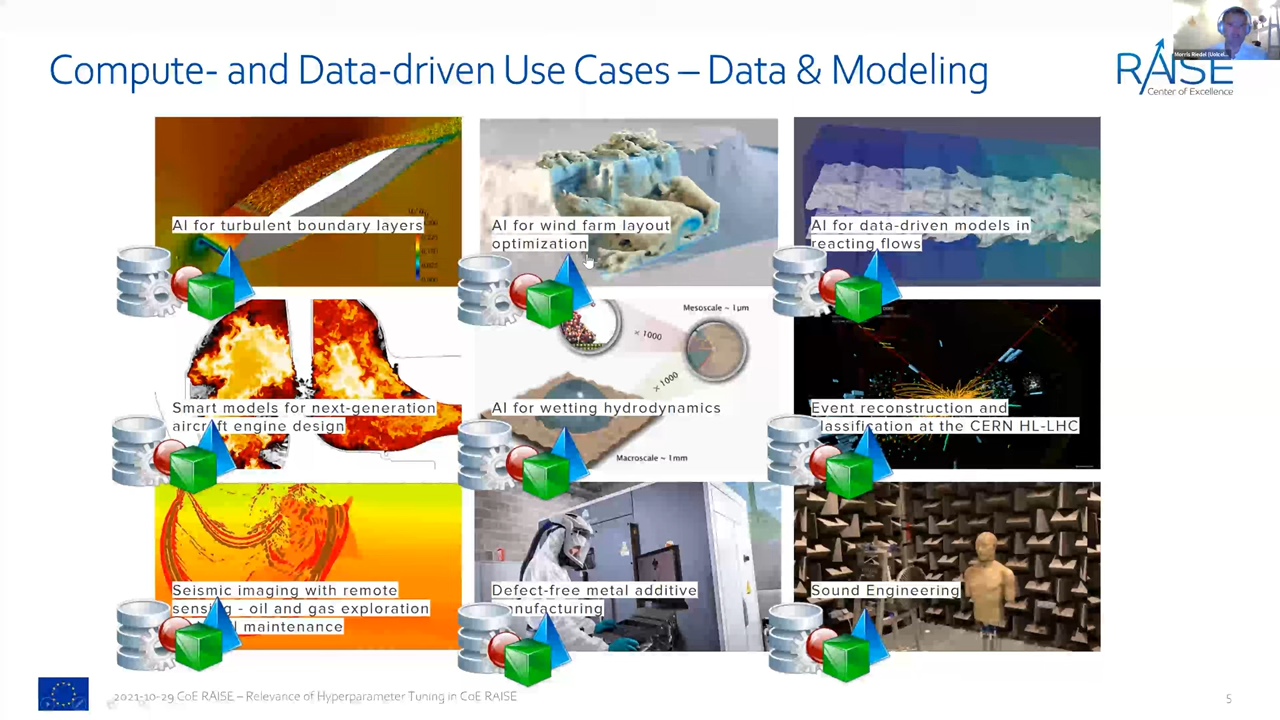 Compute- and Data-driven Use Cases – Data & Modeling
RAISE
Center of Excellence
AI for turbulent boundary layers
AI for wind farm layout
optimization
AI for data-driven models in
reacting flows
Smart models for next-generation
aircraft engine design
Mesoscale ~ 1μm
× 1000
× 1000
AI for wetting hydrodynamics
Macroscale ~ 1mm
Event reconstruction and
classification at the CERN HL-LHC
Seismic imaging with remote
sensing - oil and gas exploration
maintenance
Defect-free metal additive
manufacturing
Sound Engineering
2021-10-29 CoE RAISE – Relevance of Hyperparameter Tuning in CoE RAISE
5